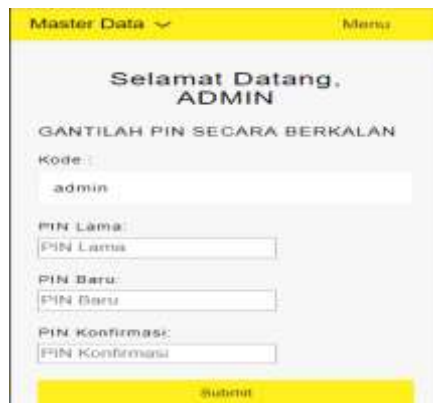 Master Data Menu
Selamat Datang,
ADMIN
GANTILAH PIN SECARA BERKALAN
Kode :
admin
PIN Lama:
PIN Lama
PIN Baru:
PIN Baru
PIN Konfirmasi:
PIN Konfirmasi
Submit